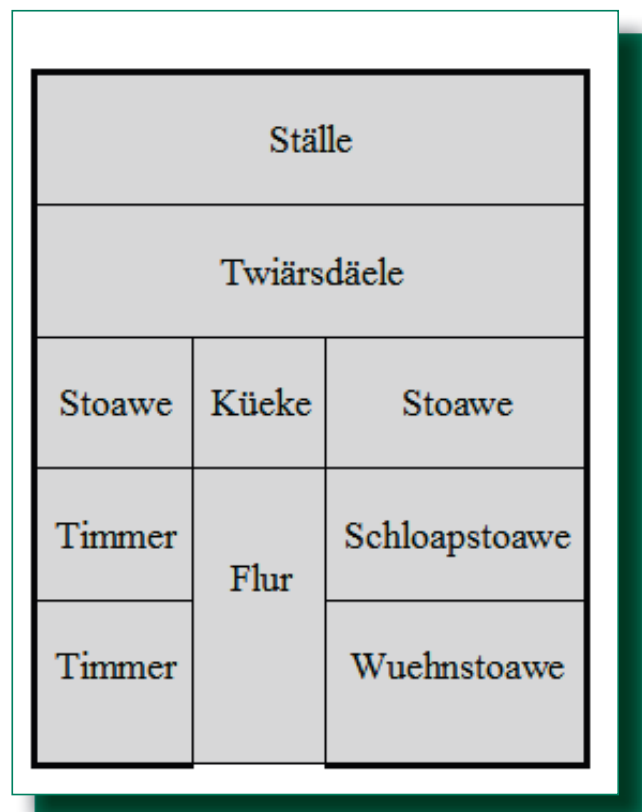 Ställe
Twiärsdäele
Stoawe Küeke Stoawe
Timmer Schloapstoawe
Flur
Timmer Wuehnstoawe